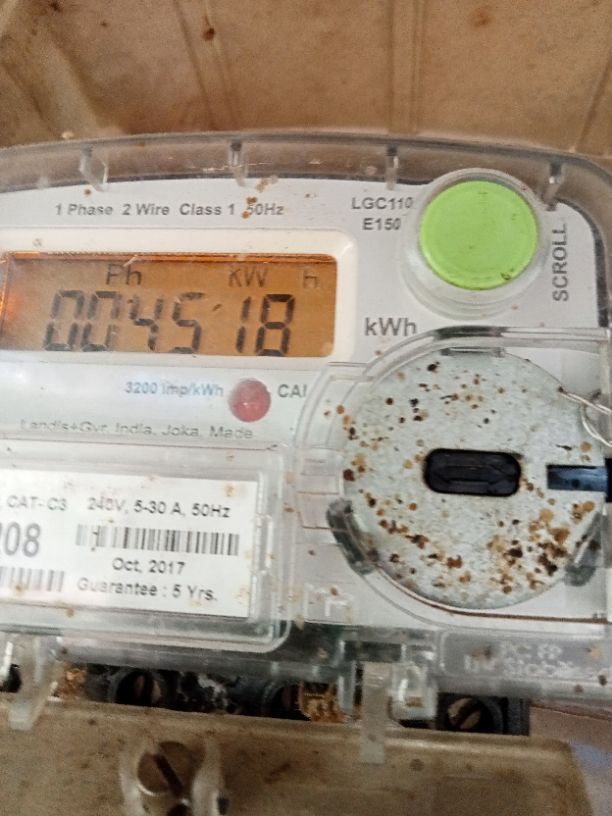 1 Phase 2 Wire Class 1 50Hz
LGC110
E150
SCROLL
Ph KW h
004518
kWh
3200 imp/kWh
CAL
Landis+Gyr, India, Joka, Made
CAT- C3 240V, 5-30 A, 50Hz
208
Oct, 2017
Guarantee : 5 Yrs.